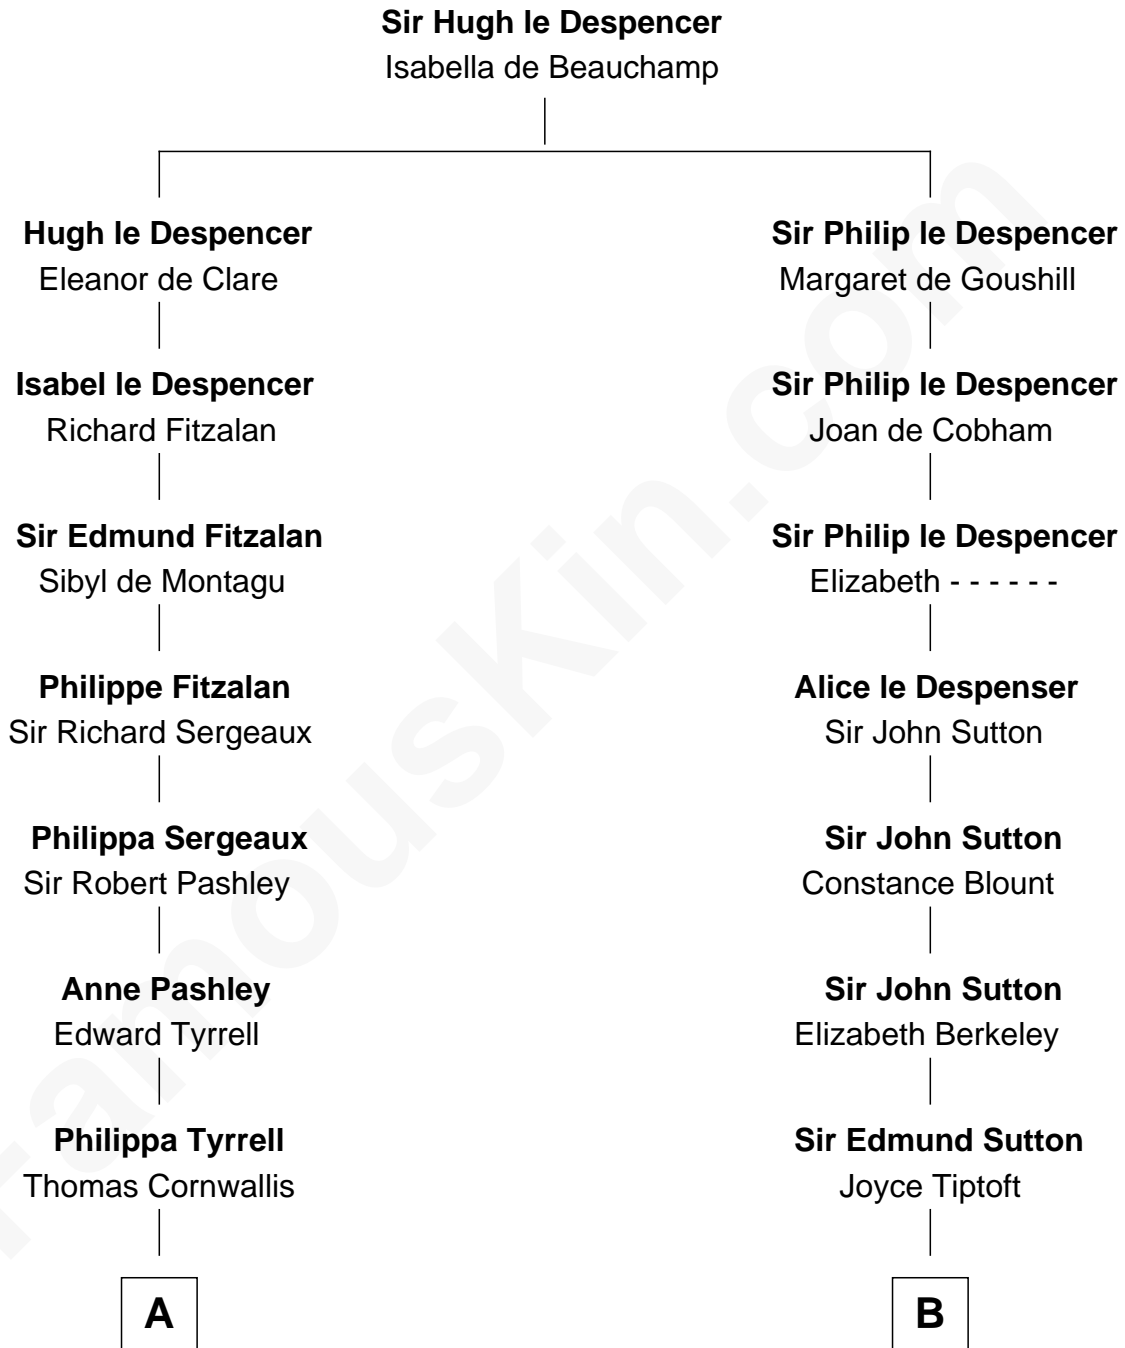 Sir Hugh le Despencer
Isabella de Beauchamp
Hugh le Despencer
Eleanor de Clare
Sir Philip le Despencer
Margaret de Goushill
Isabel le Despencer
Richard Fitzalan
Sir Philip le Despencer
Joan de Cobham
Sir Edmund Fitzalan
Sibyl de Montagu
Sir Philip le Despencer
Elizabeth - - - - - -
Philippe Fitzalan
Sir Richard Sergeaux
Alice le Despenser
Sir John Sutton
Philippa Sergeaux
Sir Robert Pashley
Sir John Sutton
Constance Blount
Anne Pashley
Edward Tyrrell
Sir John Sutton
Elizabeth Berkeley
Philippa Tyrrell
Thomas Cornwallis
Sir Edmund Sutton
Joyce Tiptoft
A
B
FamousKin.com